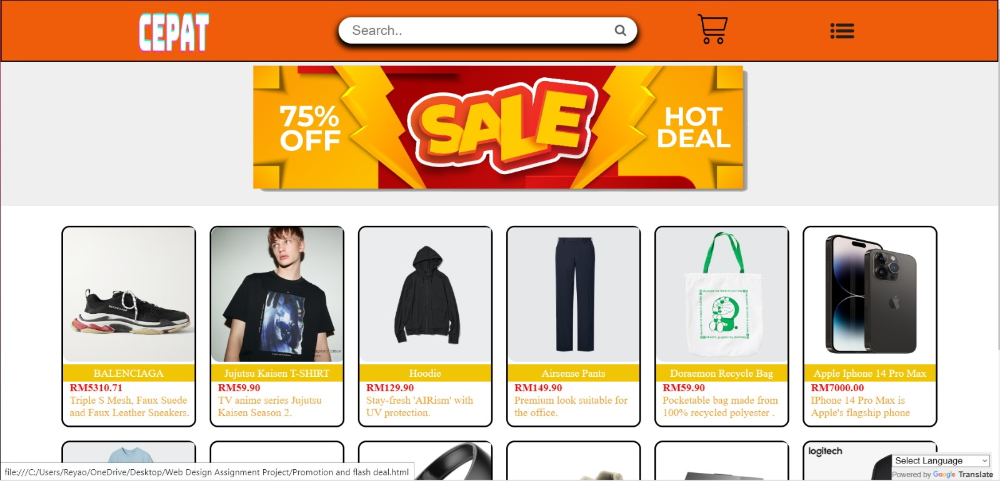 CEPAT
Search..
75%
OFF
SALE
HOT
DEAL
BALENCIAGA
BALENCIAGA
RM5310.71
Triple S Mesh, Faux Suede
and Faux Leather Sneakers.
Jujutsu Kaisen T-SHIRT
RM59.90
TV anime series Jujutsu
Kaisen Season 2.
Hoodie
RM129.90
Stay-fresh 'AIRism' with
UV protection.
Airsense Pants
RM149.90
Premium look suitable for
the office.
Doraemon Recycle Bag
RM59.90
Pocketable bag made from
100% recycled polyester .
Apple Iphone 14 Pro Max
RM7000.00
IPhone 14 Pro Max is
Apple's flagship phone
logitech
Select Language
Powered by Google Translate
file:///C:/Users/Reyao/OneDrive/Desktop/Web Design Assignment Project/Promotion and flash deal.html